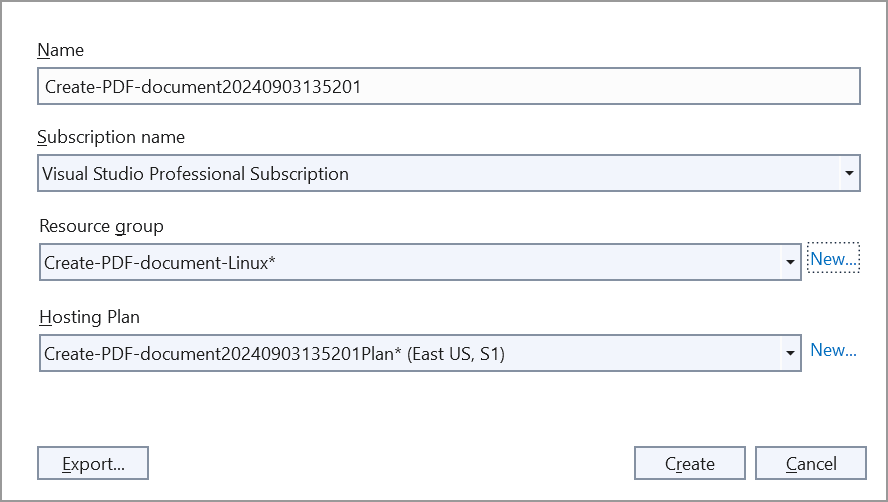 Name
Create-PDF-document20240903135201
Subscription name
Visual Studio Professional Subscription
Resource group
Create-PDF-document-Linux*
New...
Hosting Plan
Create-PDF-document20240903135201Plan* (East US, S1)
New...
Export...
Create
Cancel